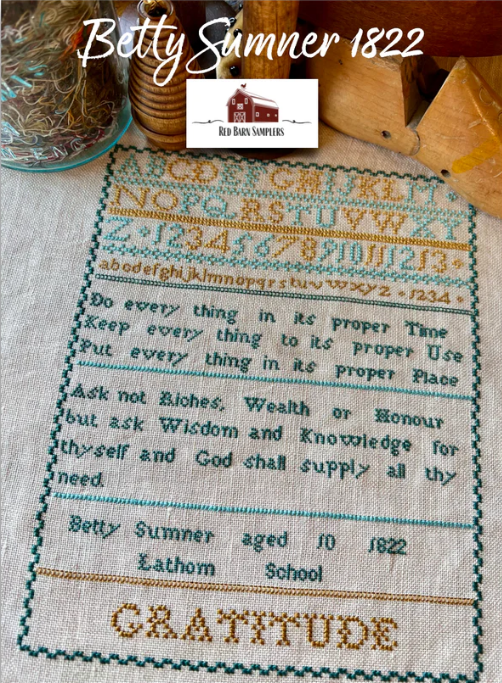 Betty Sumner 1822
RED BARN SAMPLERS
ABCDEFGHIJKLM
NOPQRSTUVWXY
Z 12345678910111213
abcdefghijklmnopqrstuvwxyz 1234
Do every thing in its proper Time
Keep every thing to its proper Use
Put every thing in its proper Place
Ask not Riches, Wealth or Honour
but ask Wisdom and Knowledge for
thyself and God shall supply all thy
need.
Betty Sumner aged 10 1822
Lathom School
GRATITUDE